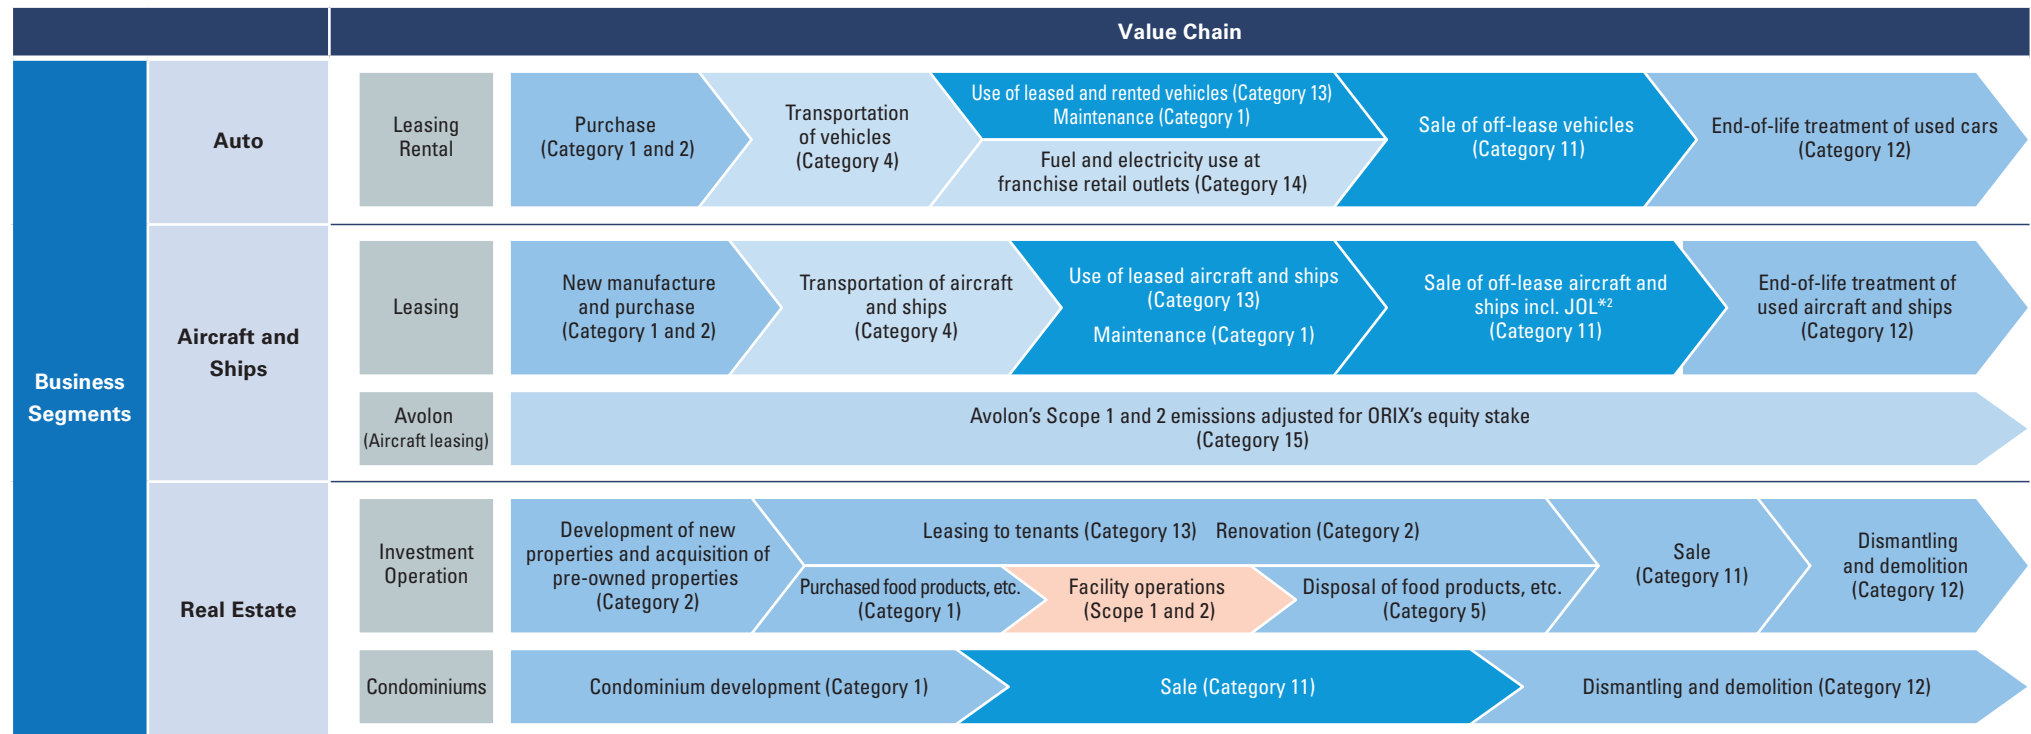 Value Chain
Business
Segments
Auto
Leasing
Rental
Purchase
(Category 1 and 2)
Transportation
of vehicles
(Category 4)
Use of leased and rented vehicles (Category 13)
Maintenance (Category 1)
Fuel and electricity use at
franchise retail outlets (Category 14)
Sale of off-lease vehicles
(Category 11)
End-of-life treatment of used cars
(Category 12)
Aircraft and
Ships
Leasing
New manufacture
and purchase
(Category 1 and 2)
Transportation of aircraft
and ships
(Category 4)
Use of leased aircraft and ships
(Category 13)
Maintenance (Category 1)
Sale of off-lease aircraft and
ships incl. JOL*2
(Category 11)
End-of-life treatment of
used aircraft and ships
(Category 12)
Avolon
(Aircraft leasing)
Avolon's Scope 1 and 2 emissions adjusted for ORIX's equity stake
(Category 15)
Real Estate
Investment
Operation
Development of new
properties and acquisition of
pre-owned properties
(Category 2)
Leasing to tenants (Category 13) Renovation (Category 2)
Purchased food products, etc.
(Category 1)
Facility operations
(Scope 1 and 2)
Disposal of food products, etc.
(Category 5)
Sale
(Category 11)
Dismantling
and demolition
(Category 12)
Condominiums
Condominium development (Category 1)
Sale (Category 11)
Dismantling and demolition (Category 12)